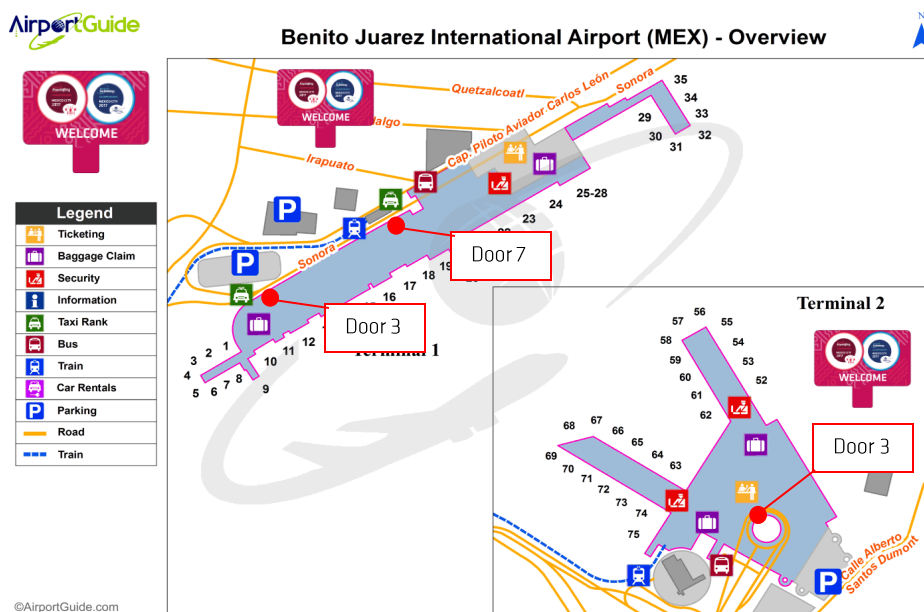 AirportGuide
Benito Juarez International Airport (MEX) - Overview
N
WELCOME
WELCOME
Quetzalcoatl
Cap. Piloto Aviador Carlos León
Sonora
Irapuato
Sonora
35
34
33
32
31
30
29
25-28
24
23
Door 7
19
18
17
16
Door 3
12
11
10
9
8
7
6
5
4
3
2
1
Legend
Ticketing
Baggage Claim
Security
Information
Taxi Rank
Bus
Train
Car Rentals
P Parking
Road
Train
P
P
Terminal 1
Terminal 2
WELCOME
56
57
55
58
54
59
53
60
52
61
62
Door 3
67
68
66
65
69
64
70
63
71
72
73
74
75
P
Calle Alberto
Santos Dumont
©AirportGuide.com